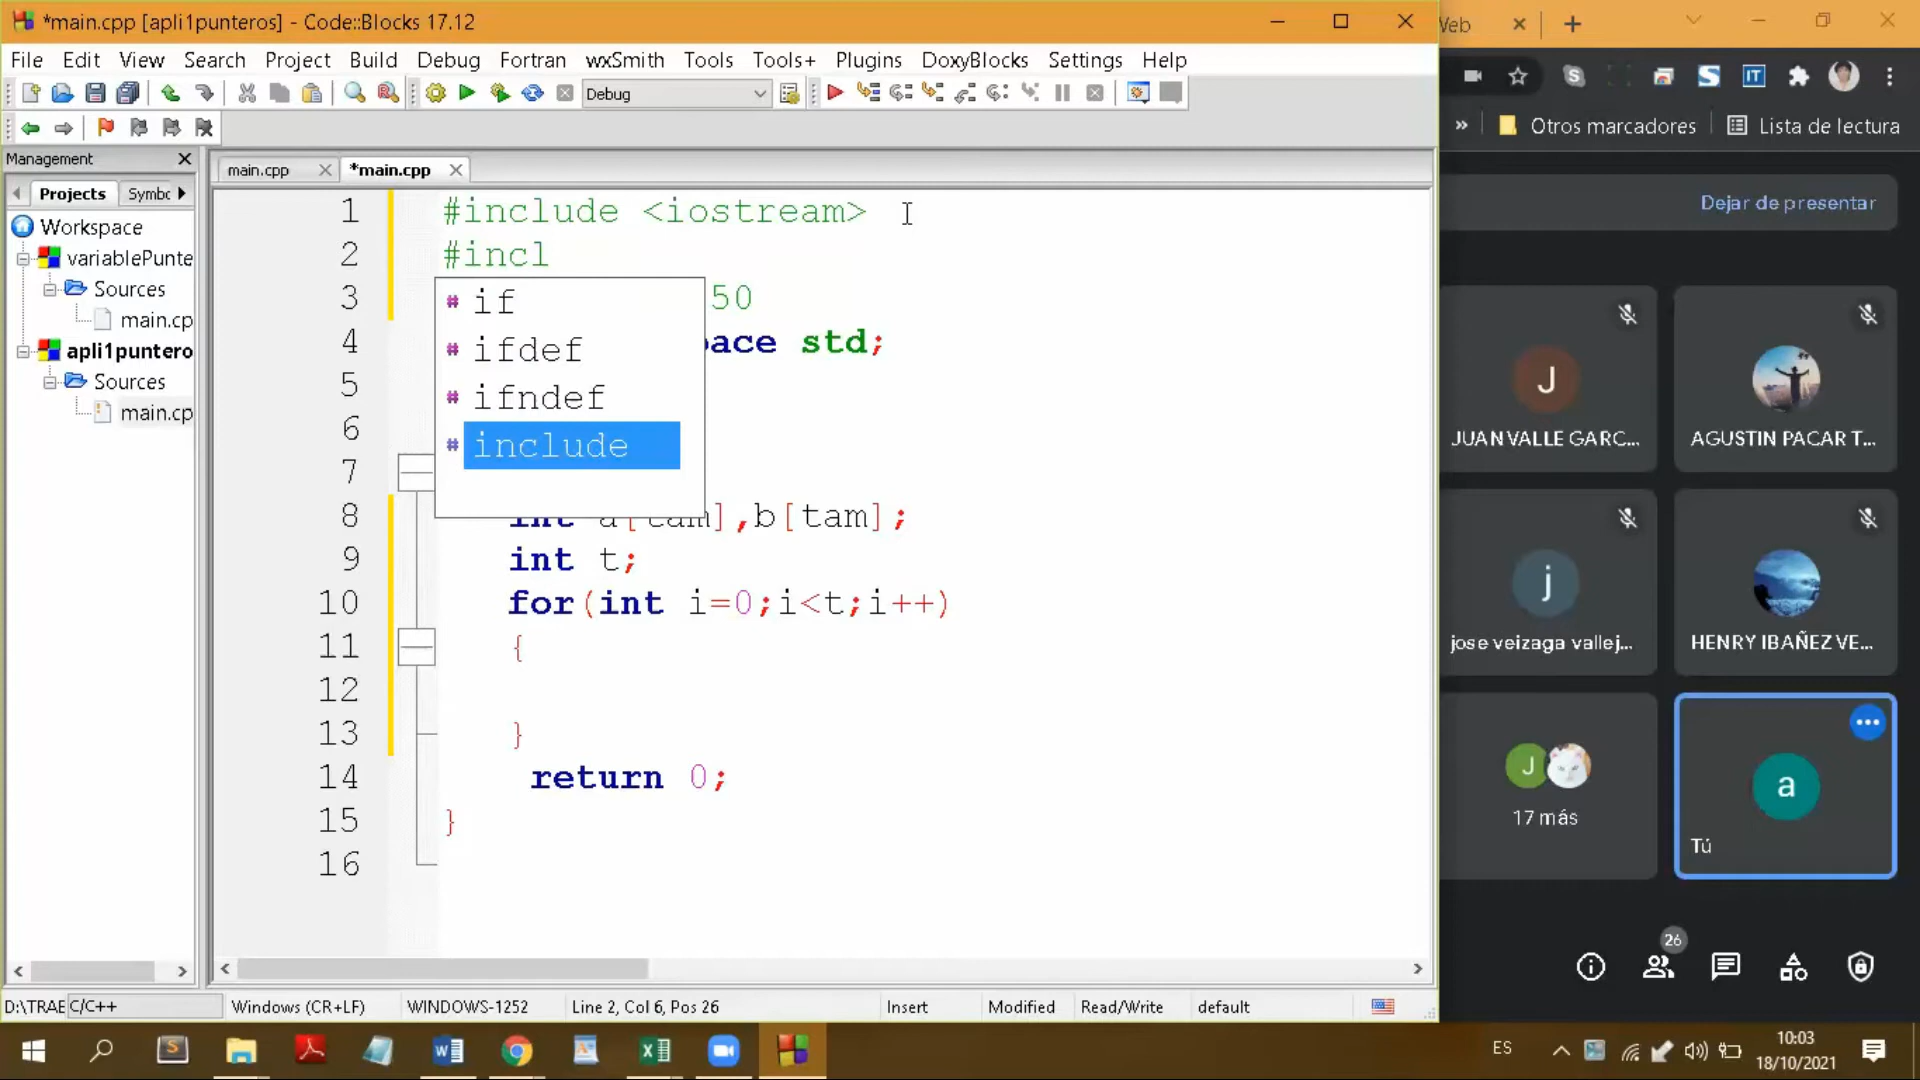 *main.cpp [apli1punteros] - Code::Blocks 17.12
File Edit View Search Project Build Debug Fortran wxSmith Tools Tools+ Plugins DoxyBlocks Settings Help
Debug
Management
Projects Symbc
Workspace
variablePunte
Sources
main.cp
apli1puntero
Sources
main.cp
main.cpp *main.cpp
1 #include <iostream>
2 #incl
3 50
4 pace std;
5
6
7
8 int a[tam],b[tam];
9 int t;
10 for(int i=0;i<t;i++)
11 {
12
13 }
14 return 0;
15 }
16
# if
# ifdef
# ifndef
# include
D:\TRAE C/C++ Windows (CR+LF) WINDOWS-1252 Line 2, Col 6, Pos 26 Insert Modified Read/Write default
Web
IT
Otros marcadores Lista de lectura
Dejar de presentar
J
JUAN VALLE GARC...
AGUSTIN PACAR T...
j
jose veizaga vallej...
HENRY IBAÑEZ VE...
J
17 más
a
Tú
26
ES
10:03
18/10/2021